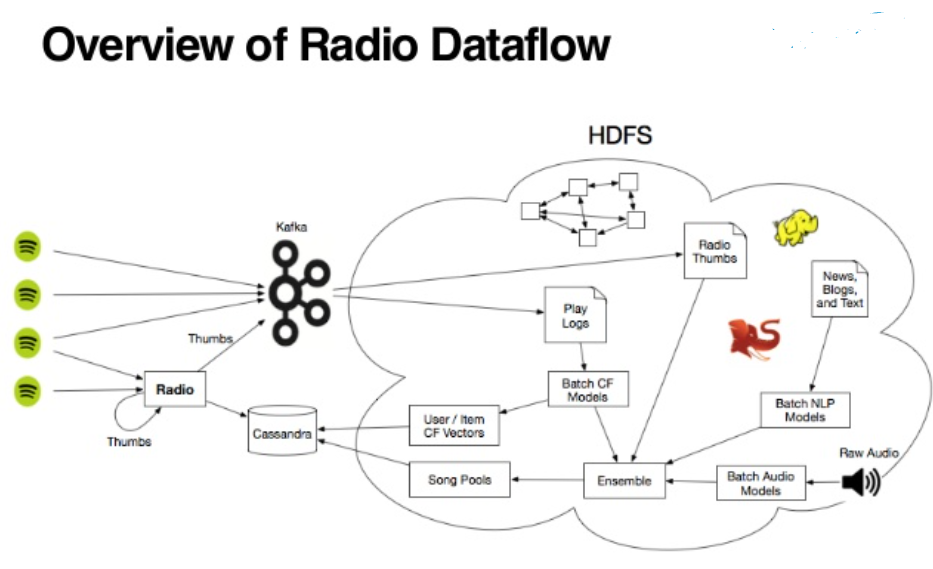 Overview of Radio Dataflow
HDFS
Kafka
Radio
Thumbs
News,
Blogs,
and Text
Play
Logs
Thumbs
Radio
Batch CF
Models
Batch NLP
Models
User / Item
CF Vectors
Cassandra
Thumbs
Raw Audio
Song Pools
Ensemble
Batch Audio
Models